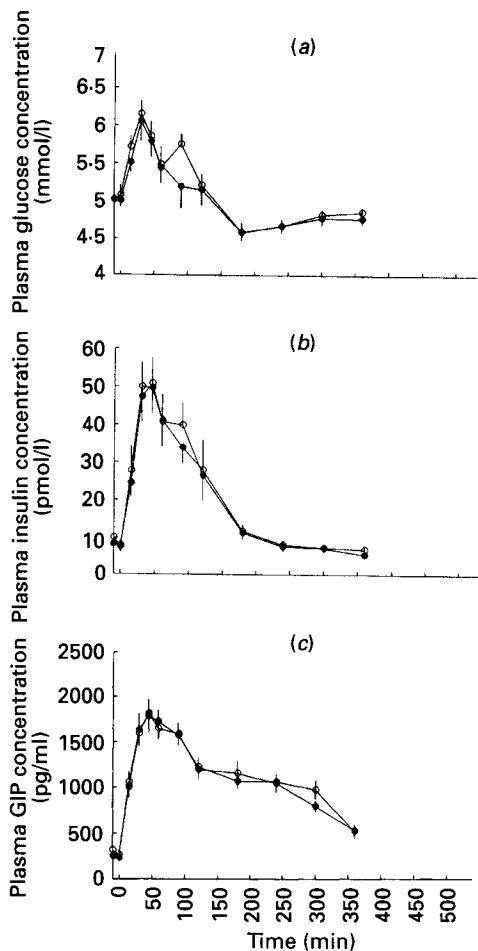 (a)
Plasma glucose concentration
(mmol/l)
7
6·5
6
5·5
5
4·5
4
(b)
Plasma insulin concentration
(pmol/l)
60
50
40
30
20
10
0
(c)
Plasma GIP concentration
(pg/ml)
2500
2000
1500
1000
500
0
0 50 100 150 200 250 300 350 400 450 500
Time (min)